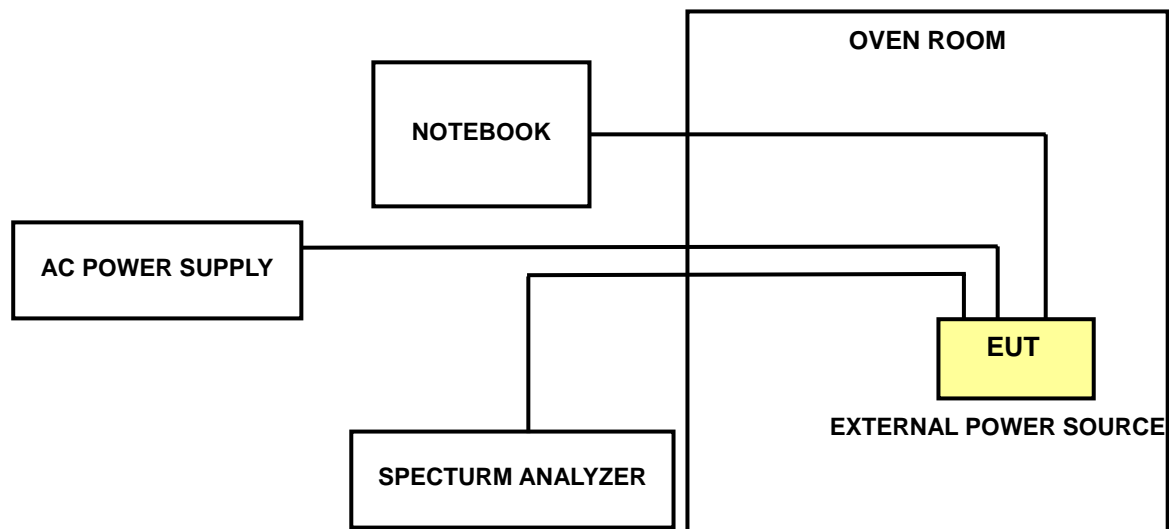 OVEN ROOM
NOTEBOOK
AC POWER SUPPLY
EUT
EXTERNAL POWER SOURCE
SPECTURM ANALYZER